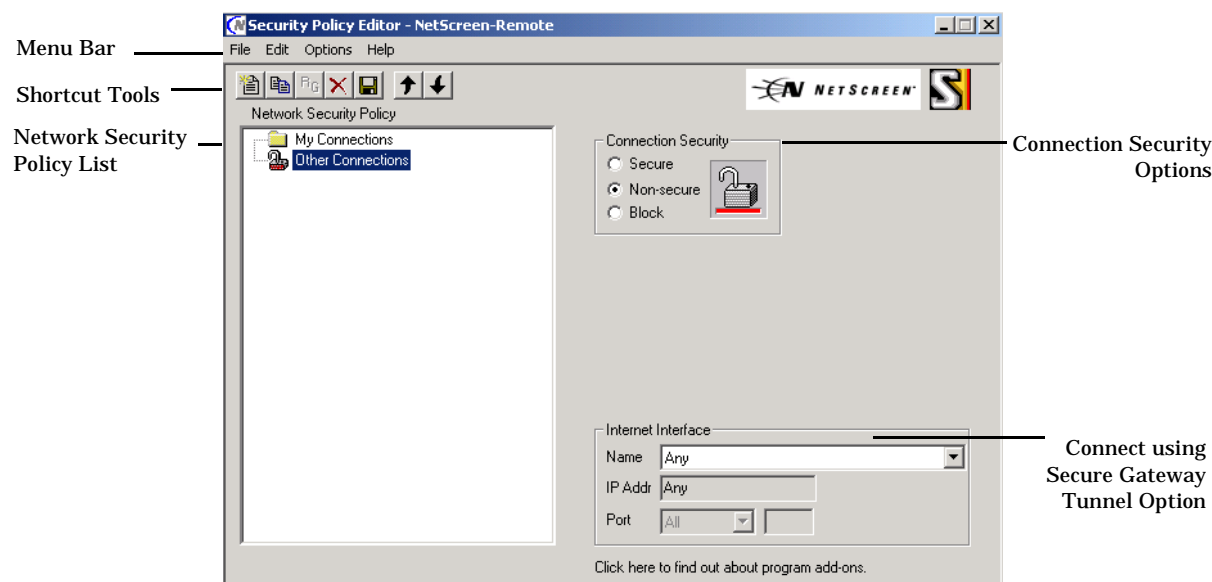 Security Policy Editor - NetScreen-Remote
Menu Bar
File Edit Options Help
Shortcut Tools
NETSCREEN
Network Security Policy
Network Security
Policy List
My Connections
Other Connections
Connection Security
Secure
Non-secure
Block
Connection Security
Options
Internet Interface
Name Any
IP Addr Any
Port All
Connect using
Secure Gateway
Tunnel Option
Click here to find out about program add-ons.